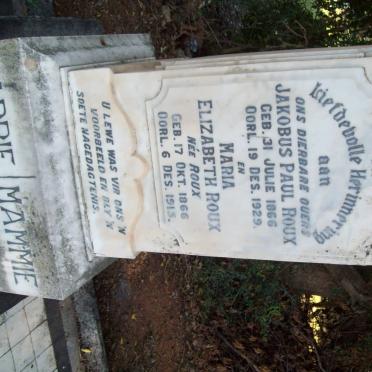 Liefdevolle Herinnering
aan
ONS DIERBARE OUERS
JAKOBUS PAUL ROUX
GEB. 31 JULIE 1866
OORL. 19 DES. 1929.
EN
MARIA
ELIZABETH ROUX
NEÉ ROUX
GEB. 17 OKT. 1866
OORL. 6 DES. 1913.
U LEWE WAS VIR ONS 'N
VOORBEELD EN BLY 'N
SOETE NAGEDAGTENIS.
MAMMIE